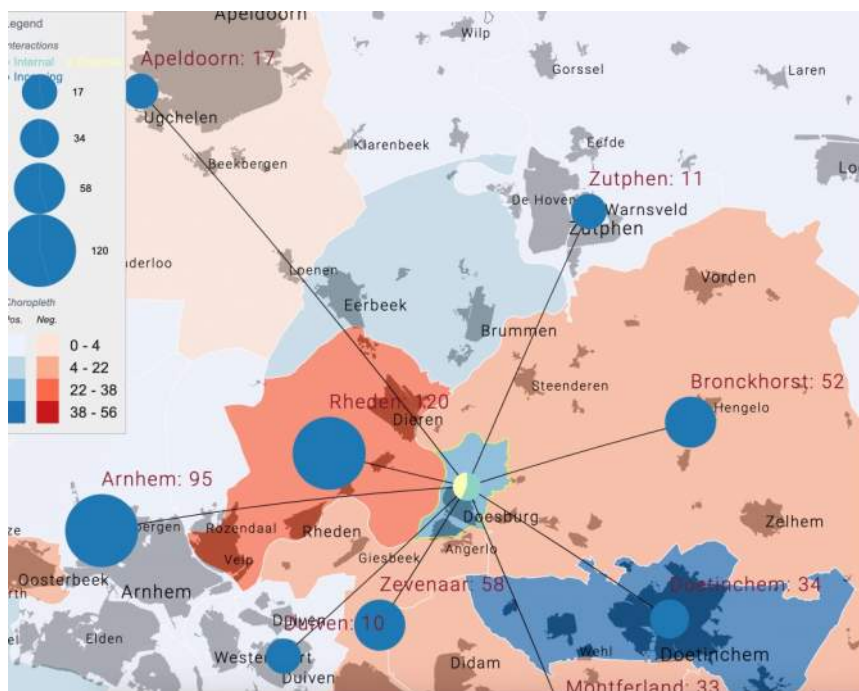 Legend
Interactions
Internal
Incoming
17
34
58
120
Choropleth
Pos. Neg.
0 - 4
4 - 22
22 - 38
38 - 56
Apeldoorn
Apeldoorn: 17
Ugchelen
Beekbergen
Klarenbeek
Wilp
Gorssel
Laren
Eefde
Zutphen: 11
De Hoven
Warnsveld
Zutphen
Loenen
Eerbeek
Brummen
Vorden
Steenderen
Bronckhorst: 52
Hengelo
Rheden: 120
Dieren
Arnhem: 95
Rozendaal
Rheden
Velp
Oosterbeek
Arnhem
Elden
Doesburg
Angerlo
Giesbeek
Zevenaar: 58
Zelhem
Doetinchem: 34
Duiven
Duiven: 10
Duiven
Didam
Wehl
Doetinchem
Montferland: 33